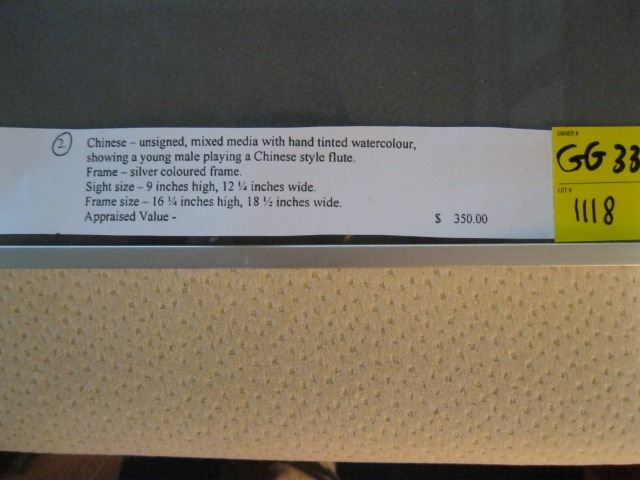 2.
Chinese – unsigned, mixed media with hand tinted watercolour,
showing a young male playing a Chinese style flute.
Frame – silver coloured frame.
Sight size – 9 inches high, 12 ¼ inches wide.
Frame size – 16 ¼ inches high, 18 ½ inches wide.
Appraised Value - $ 350.00
OWNER #
GG 33
LOT #
1118